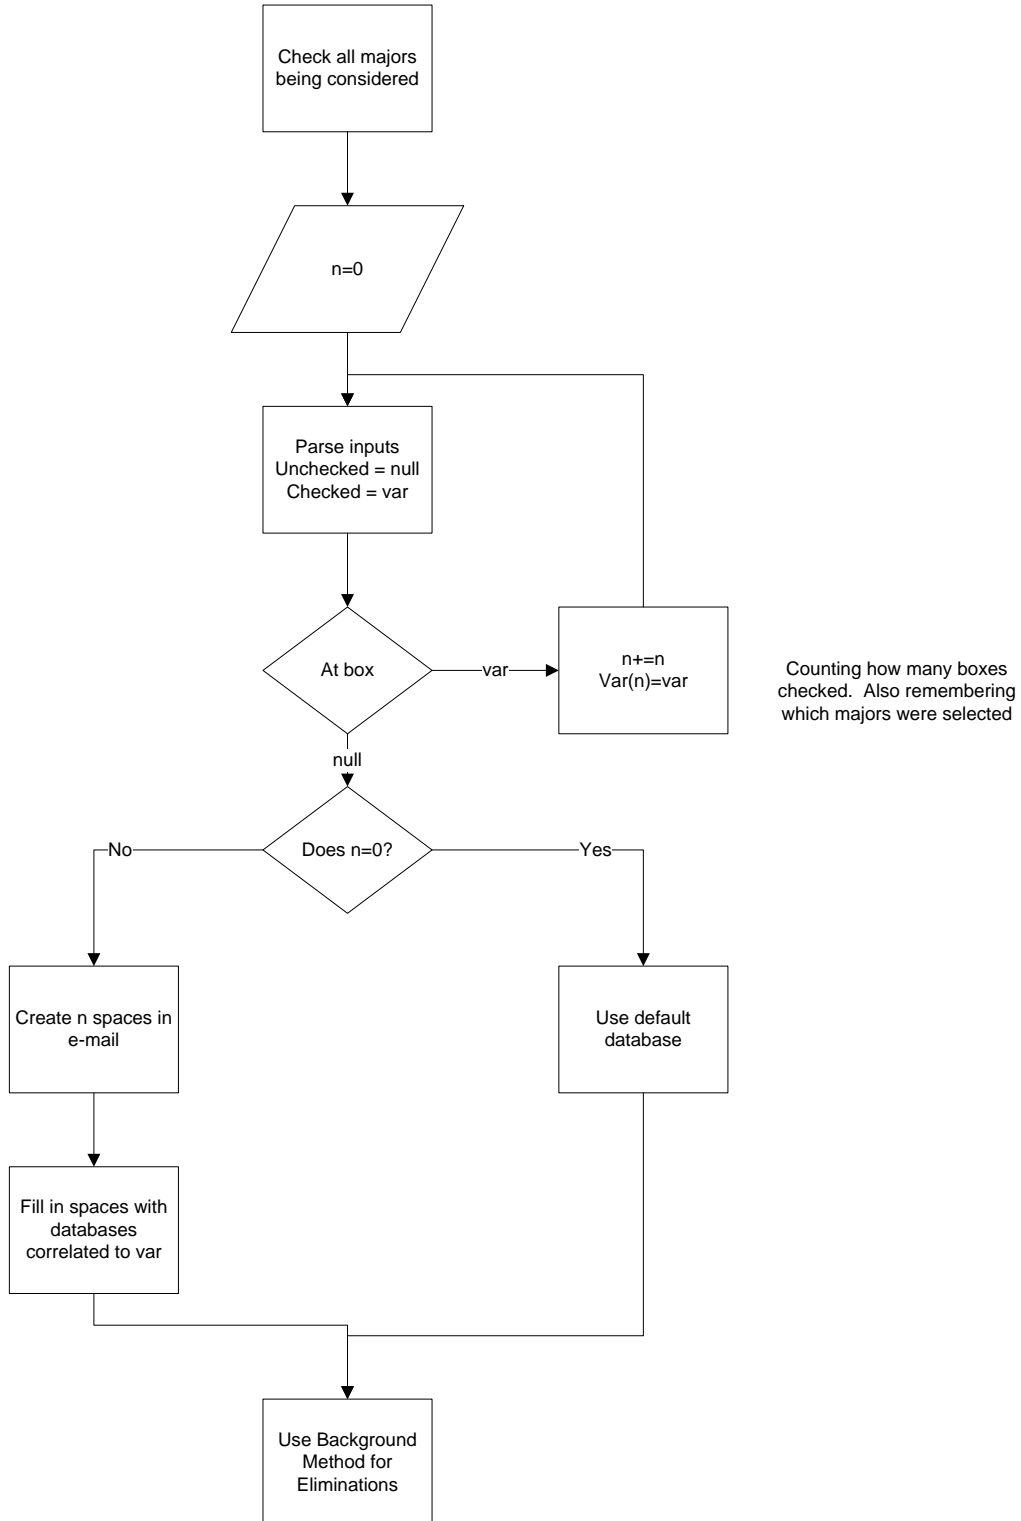 Check all majors
being considered
n=0
Parse inputs
Unchecked = null
Checked = var
At box
var
n+=n
Var(n)=var
Counting how many boxes
checked.  Also remembering
which majors were selected
null
Does n=0?
No
Yes
Create n spaces in
e-mail
Use default
database
Fill in spaces with
databases
correlated to var
Use Background
Method for
Eliminations